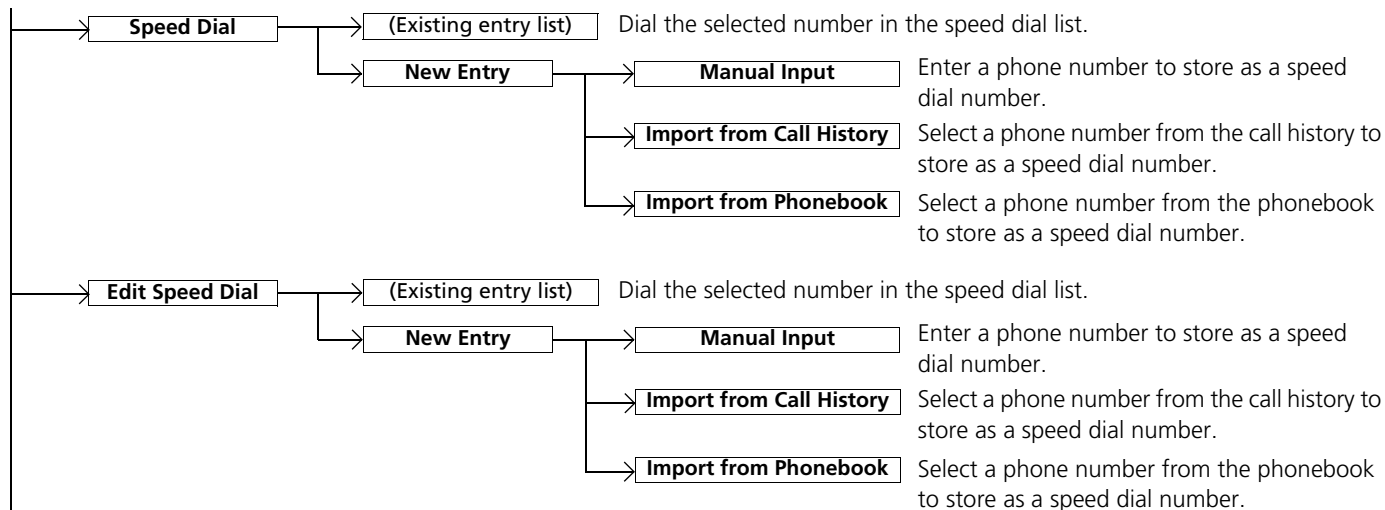 Speed Dial (Existing entry list) Dial the selected number in the speed dial list.
New Entry Manual Input Enter a phone number to store as a speed
dial number.
Import from Call History Select a phone number from the call history to
store as a speed dial number.
Import from Phonebook Select a phone number from the phonebook
to store as a speed dial number.
Edit Speed Dial (Existing entry list) Dial the selected number in the speed dial list.
New Entry Manual Input Enter a phone number to store as a speed
dial number.
Import from Call History Select a phone number from the call history to
store as a speed dial number.
Import from Phonebook Select a phone number from the phonebook
to store as a speed dial number.